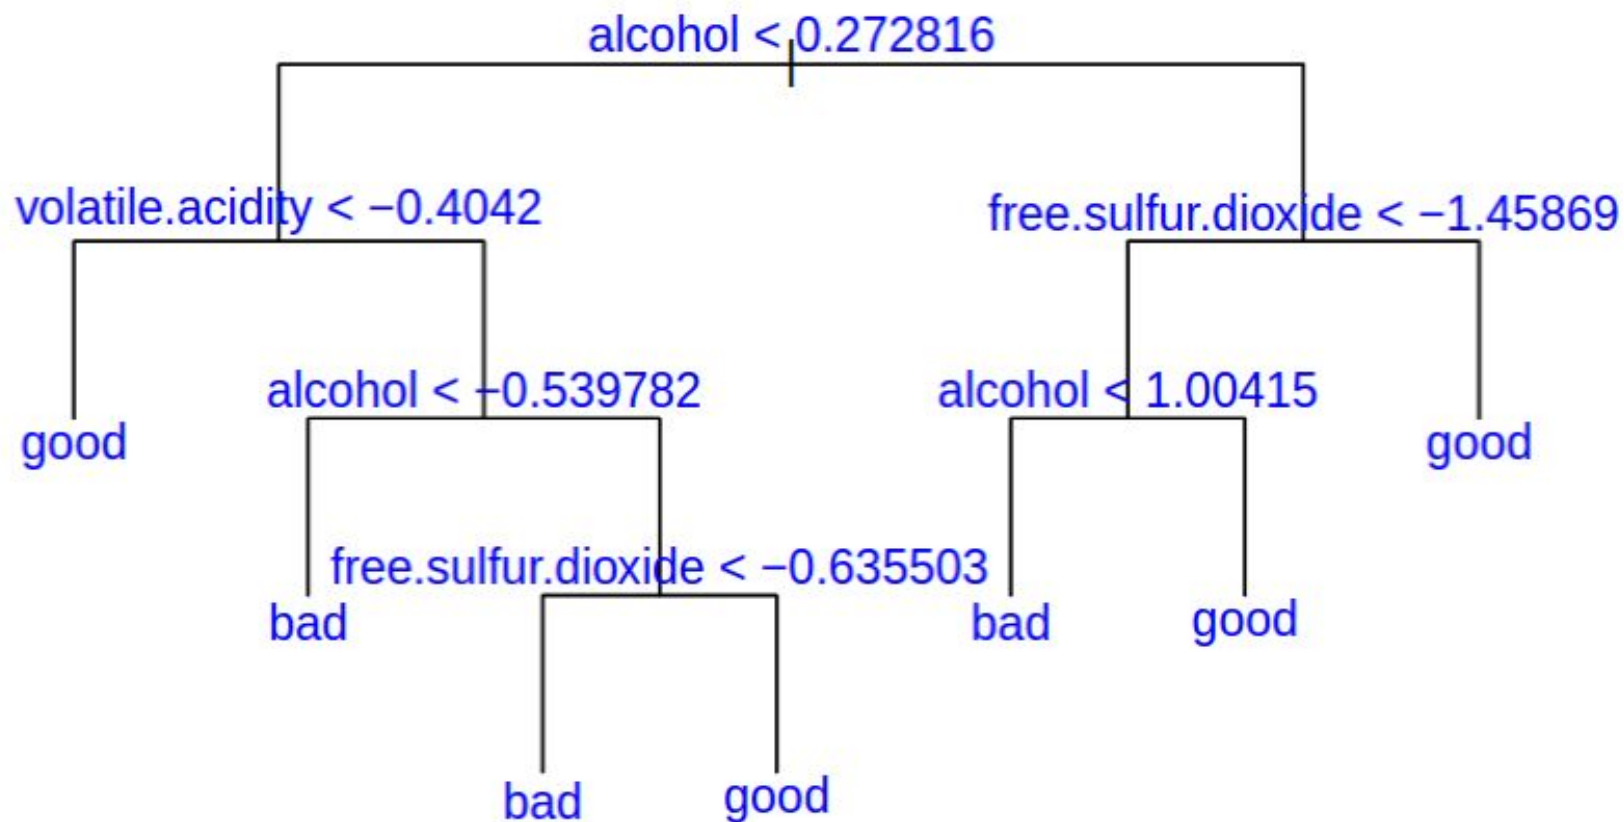 alcohol < 0.272816
volatile.acidity < −0.4042
free.sulfur.dioxide < −1.45869
alcohol < −0.539782
alcohol < 1.00415
good
good
free.sulfur.dioxide < −0.635503
bad
bad
good
bad
good